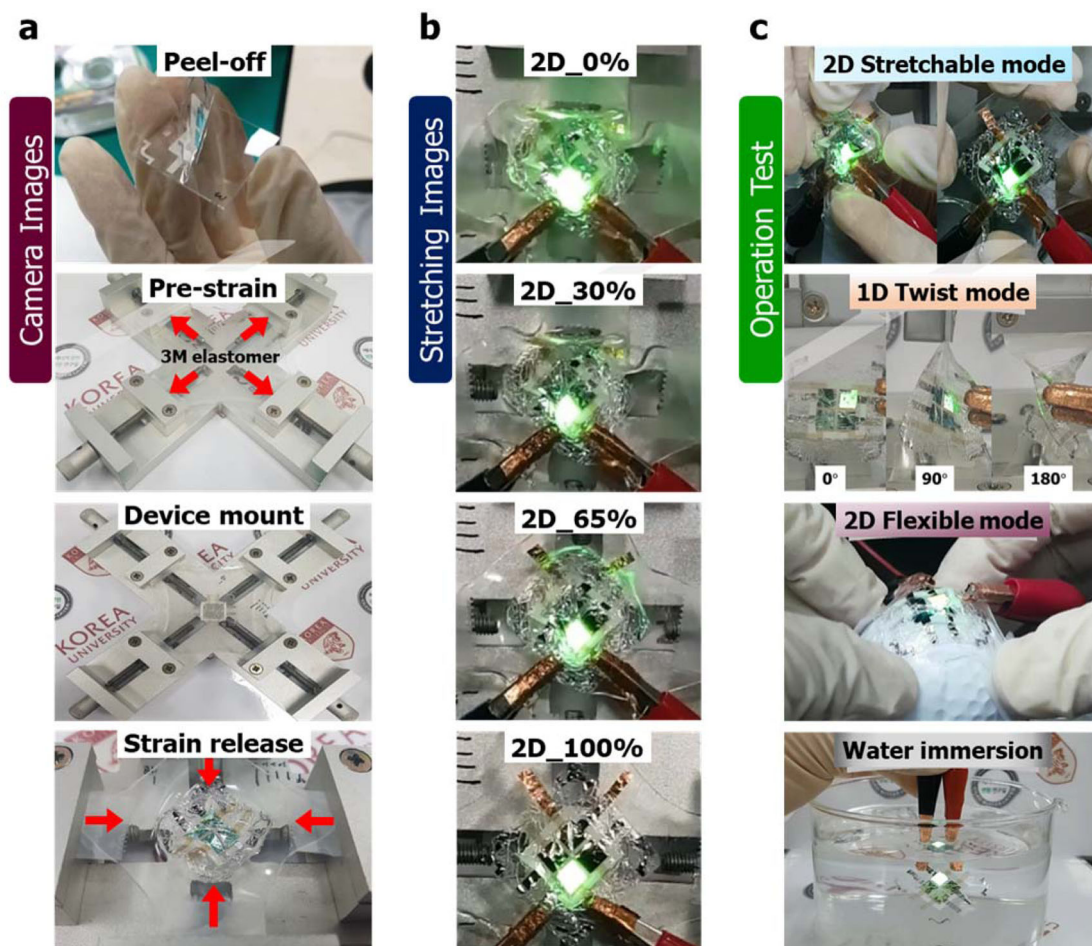 a
Camera Images
Peel-off
Pre-strain
3M elastomer
KOREA
UNIVERSITY
Device mount
KOREA
UNIVERSITY
UNIVERSITY
Strain release
b
Stretching Images
2D_0%
2D_30%
2D_65%
2D_100%
c
Operation Test
2D Stretchable mode
1D Twist mode
0°
90°
180°
2D Flexible mode
Water immersion